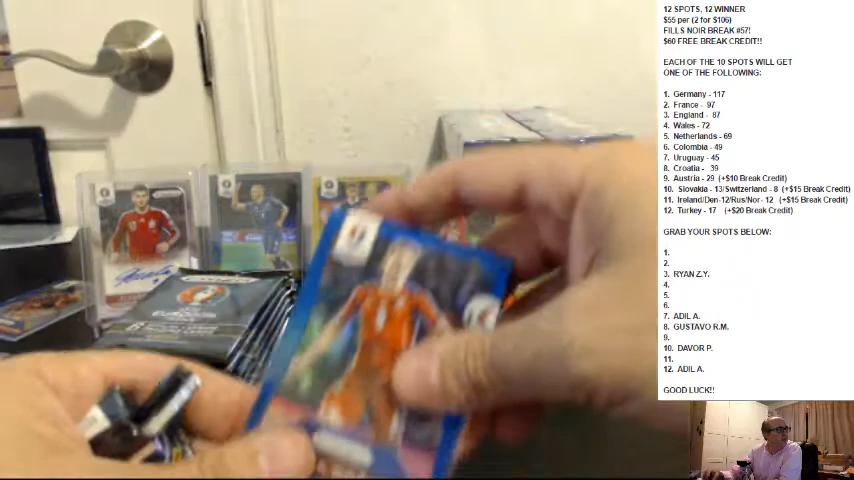 12 SPOTS, 12 WINNER
$55 per (2 for $106)
FILLS NOIR BREAK #57!
$60 FREE BREAK CREDIT!!
EACH OF THE 10 SPOTS WILL GET
ONE OF THE FOLLOWING:
1. Germany - 117
2. France - 97
3. England - 87
4. Wales - 72
5. Netherlands - 69
6. Colombia - 49
7. Uruguay - 45
8. Croatia - 39
9. Austria - 29 (+$10 Break Credit)
10. Slovakia - 13/Switzerland - 8 (+$15 Break Credit)
11. Ireland/Den-12/Rus/Nor- 12 (+$15 Break Credit)
12. Turkey - 17 (+$20 Break Credit)
GRAB YOUR SPOTS BELOW:
1.
2.
3. RYAN Z.Y.
4.
5.
6.
7. ADIL A.
8. GUSTAVO R.M.
9.
10. DAVOR P.
11.
12. ADIL A.
GOOD LUCK!!